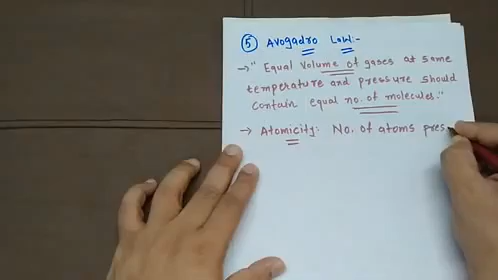 ⑤ Avogadro Law:-
→" Equal Volume of gases at same
temperature and pressure should
contain equal no. of molecules."
→ Atomicity: No. of atoms pres